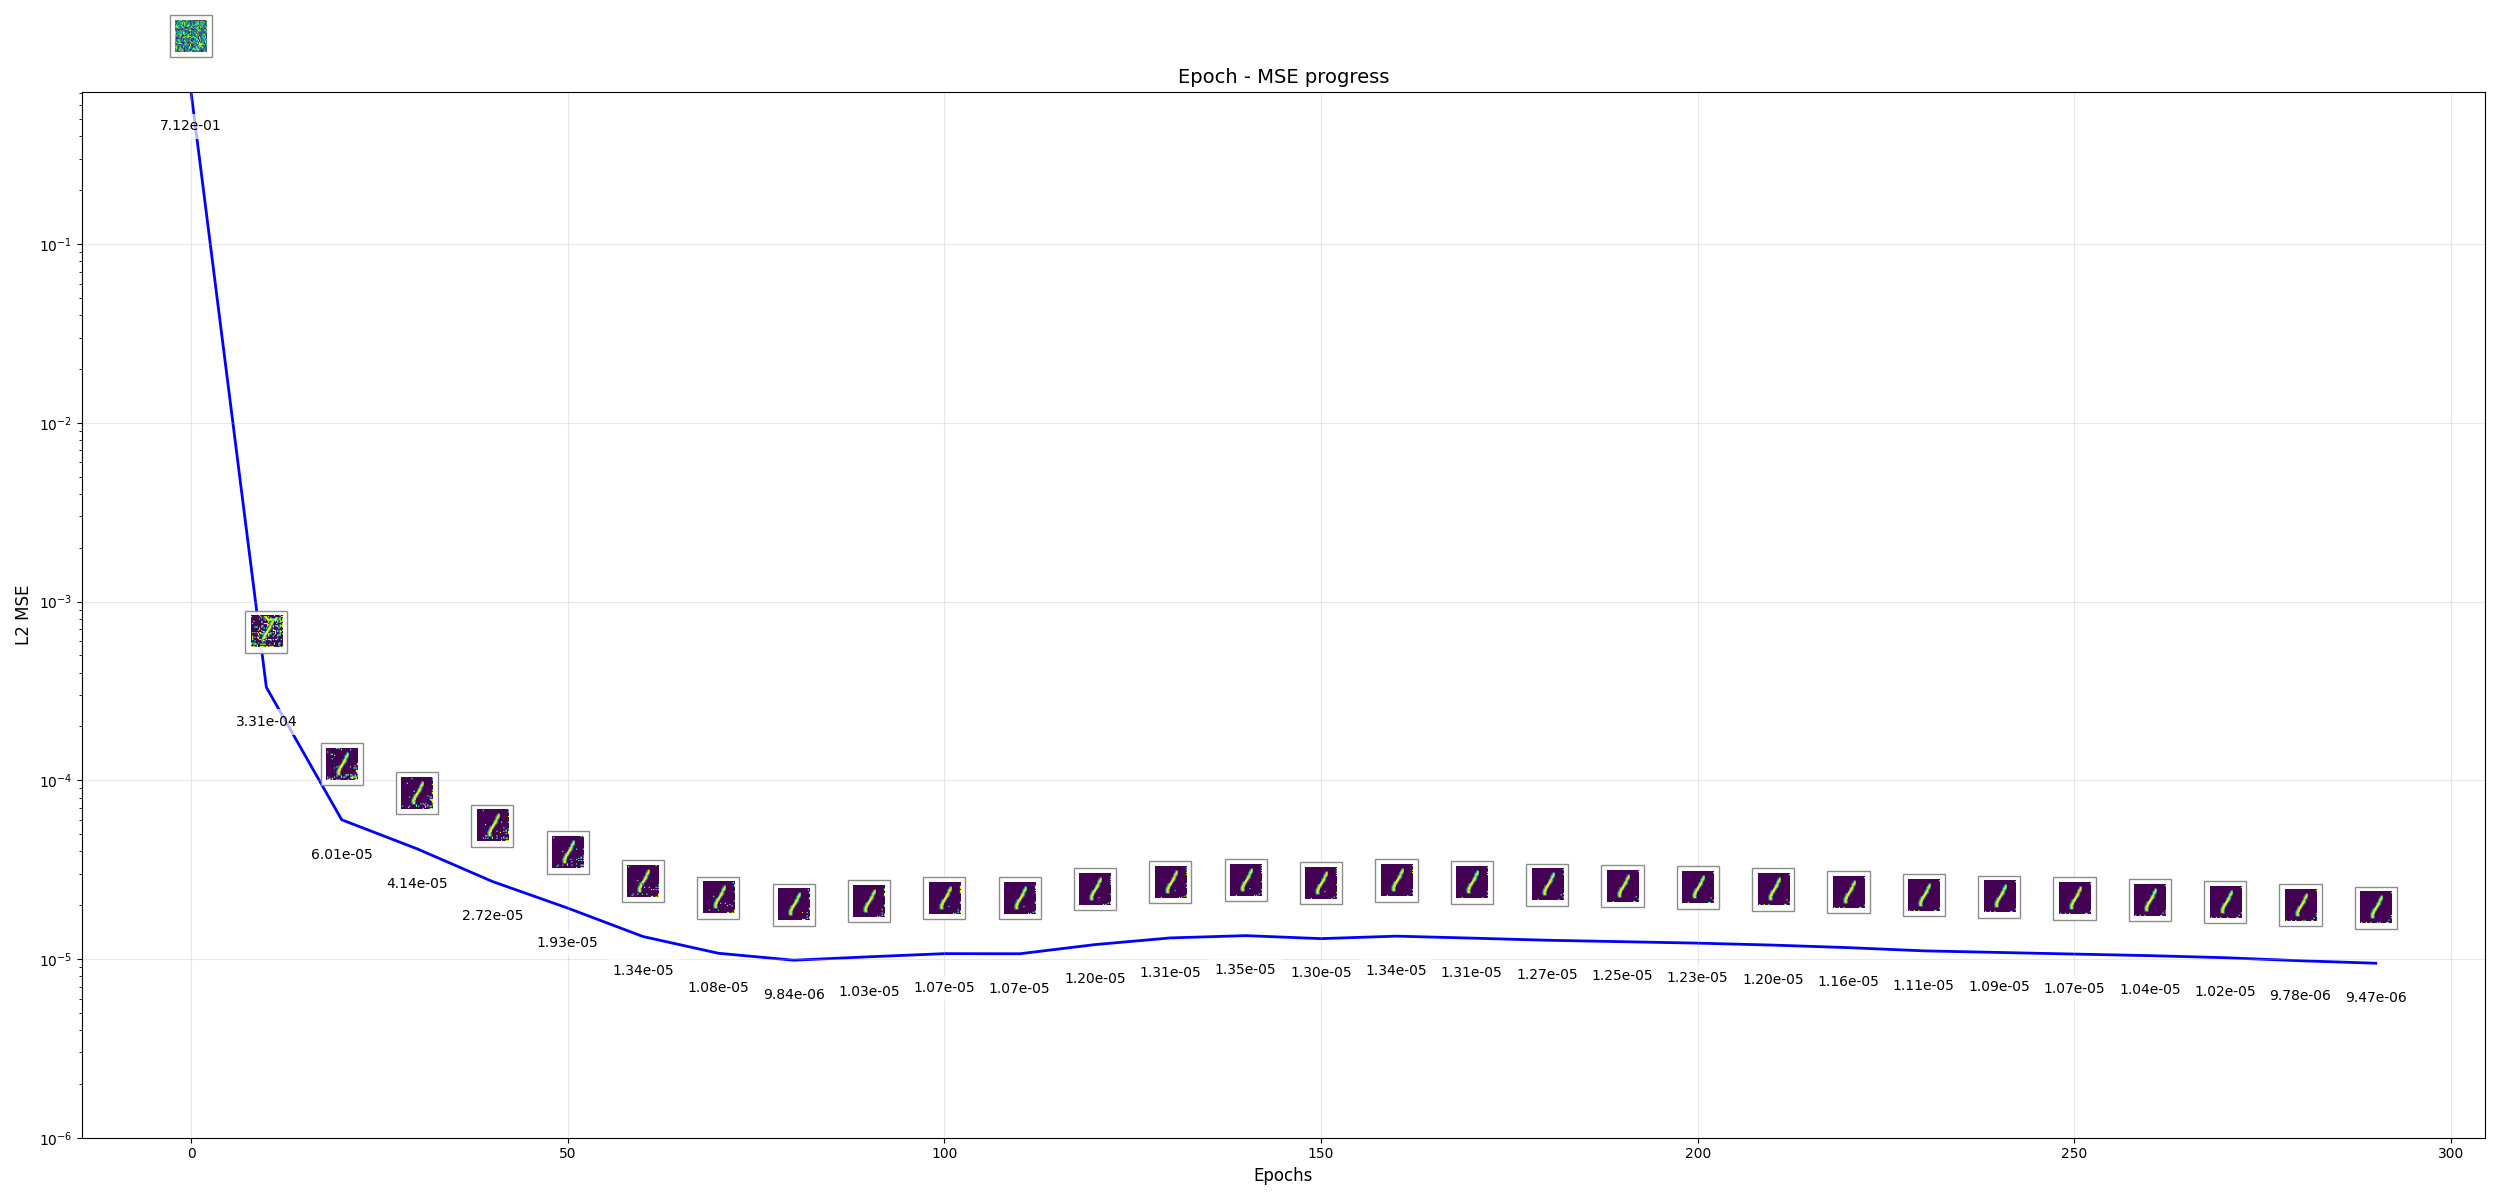 Epoch - MSE progress
7.12e-01
10⁻¹
10⁻²
10⁻³
L2 MSE
3.31e-04
10⁻⁴
6.01e-05
4.14e-05
2.72e-05
1.93e-05
10⁻⁵
1.34e-05
1.08e-05
9.84e-06
1.03e-05
1.07e-05
1.07e-05
1.20e-05
1.31e-05
1.35e-05
1.30e-05
1.34e-05
1.31e-05
1.27e-05
1.25e-05
1.23e-05
1.20e-05
1.16e-05
1.11e-05
1.09e-05
1.07e-05
1.04e-05
1.02e-05
9.78e-06
9.47e-06
10⁻⁶
0 50 100 150 200 250 300
Epochs